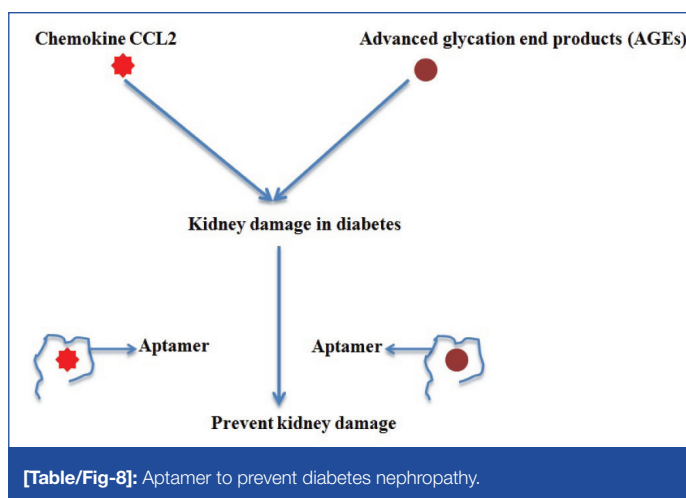 Chemokine CCL2
Advanced glycation end products (AGEs)
Kidney damage in diabetes
Aptamer
Aptamer
Prevent kidney damage
[Table/Fig-8]: Aptamer to prevent diabetes nephropathy.